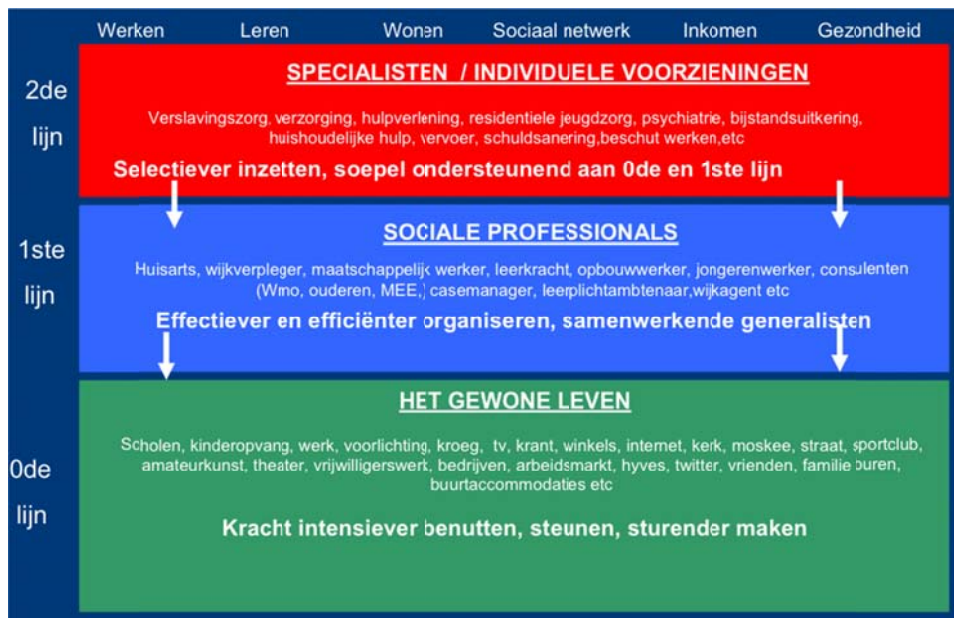 Werken Leren Wonen Sociaal netwerk Inkomen Gezondheid
2de
lijn
SPECIALISTEN / INDIVIDUELE VOORZIENINGEN
Verslavingszorg, verzorging, hulpverlening, residentiele jeugdzorg, psychiatrie, bijstandsuitkering,
huishoudelijke hulp, vervoer, schuldsanering,beschut werken,etc
Selectiever inzetten, soepel ondersteunend aan 0de en 1ste lijn
1ste
lijn
SOCIALE PROFESSIONALS
Huisarts, wijkverpleger, maatschappelijk werker, leerkracht, opbouwwerker, jongerenwerker, consulenten
(Wmo, ouderen, MEE,) casemanager, leerplichtambtenaar,wijkagent etc
Effectiever en efficiënter organiseren, samenwerkende generalisten
0de
lijn
HET GEWONE LEVEN
Scholen, kinderopvang, werk, voorlichting, kroeg, tv, krant, winkels, internet, kerk, moskee, straat, sportclub,
amateurkunst, theater, vrijwilligerswerk, bedrijven, arbeidsmarkt, hyves, twitter, vrienden, familie buren,
buurtaccommodaties etc
Kracht intensiever benutten, steunen, sturender maken